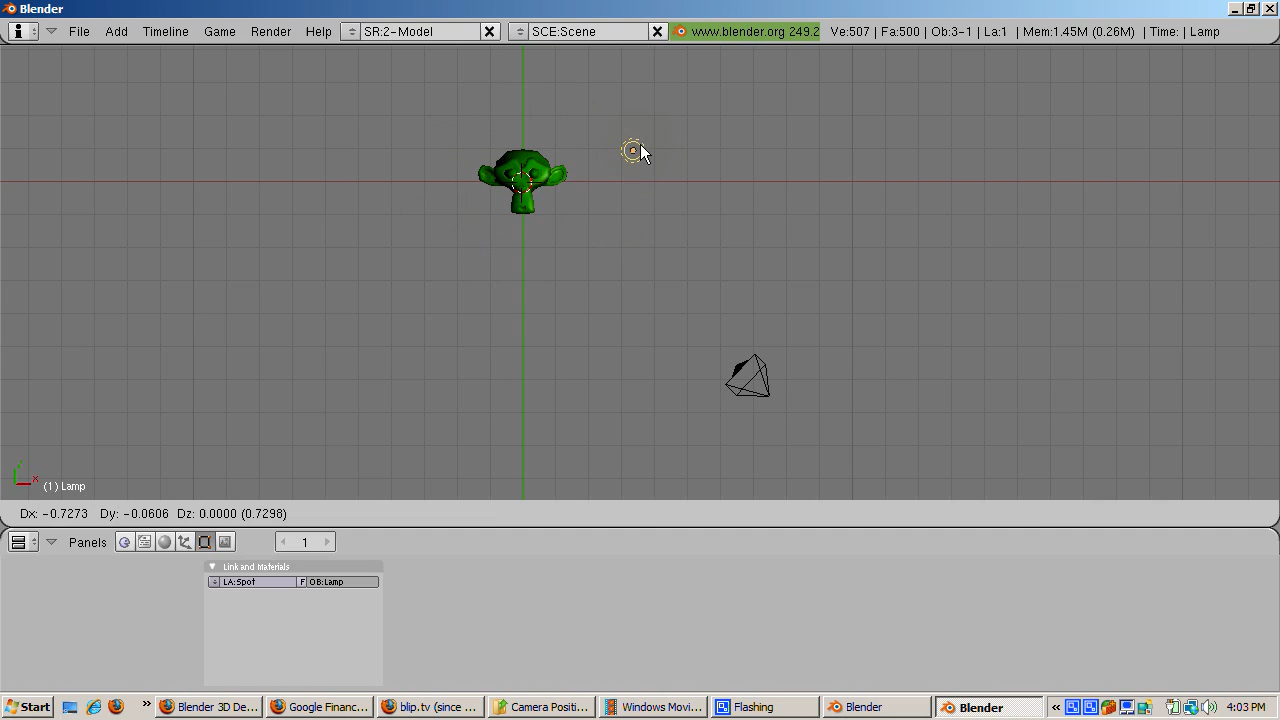 Blender
File Add Timeline Game Render Help SR:2-Model SCE:Scene www.blender.org 249.2 Ve:507 | Fa:500 | Ob:3-1 | La:1 | Mem:1.45M (0.26M) | Time: | Lamp
x
(1) Lamp
Dx: -0.7273 Dy: -0.0606 Dz: 0.0000 (0.7298)
Panels 1
Link and Materials
LA:Spot F OB:Lamp
Start » Blender 3D De... Google Financ... blip.tv (since ... Camera Positi... Windows Movi... Flashing Blender Blender « 4:03 PM